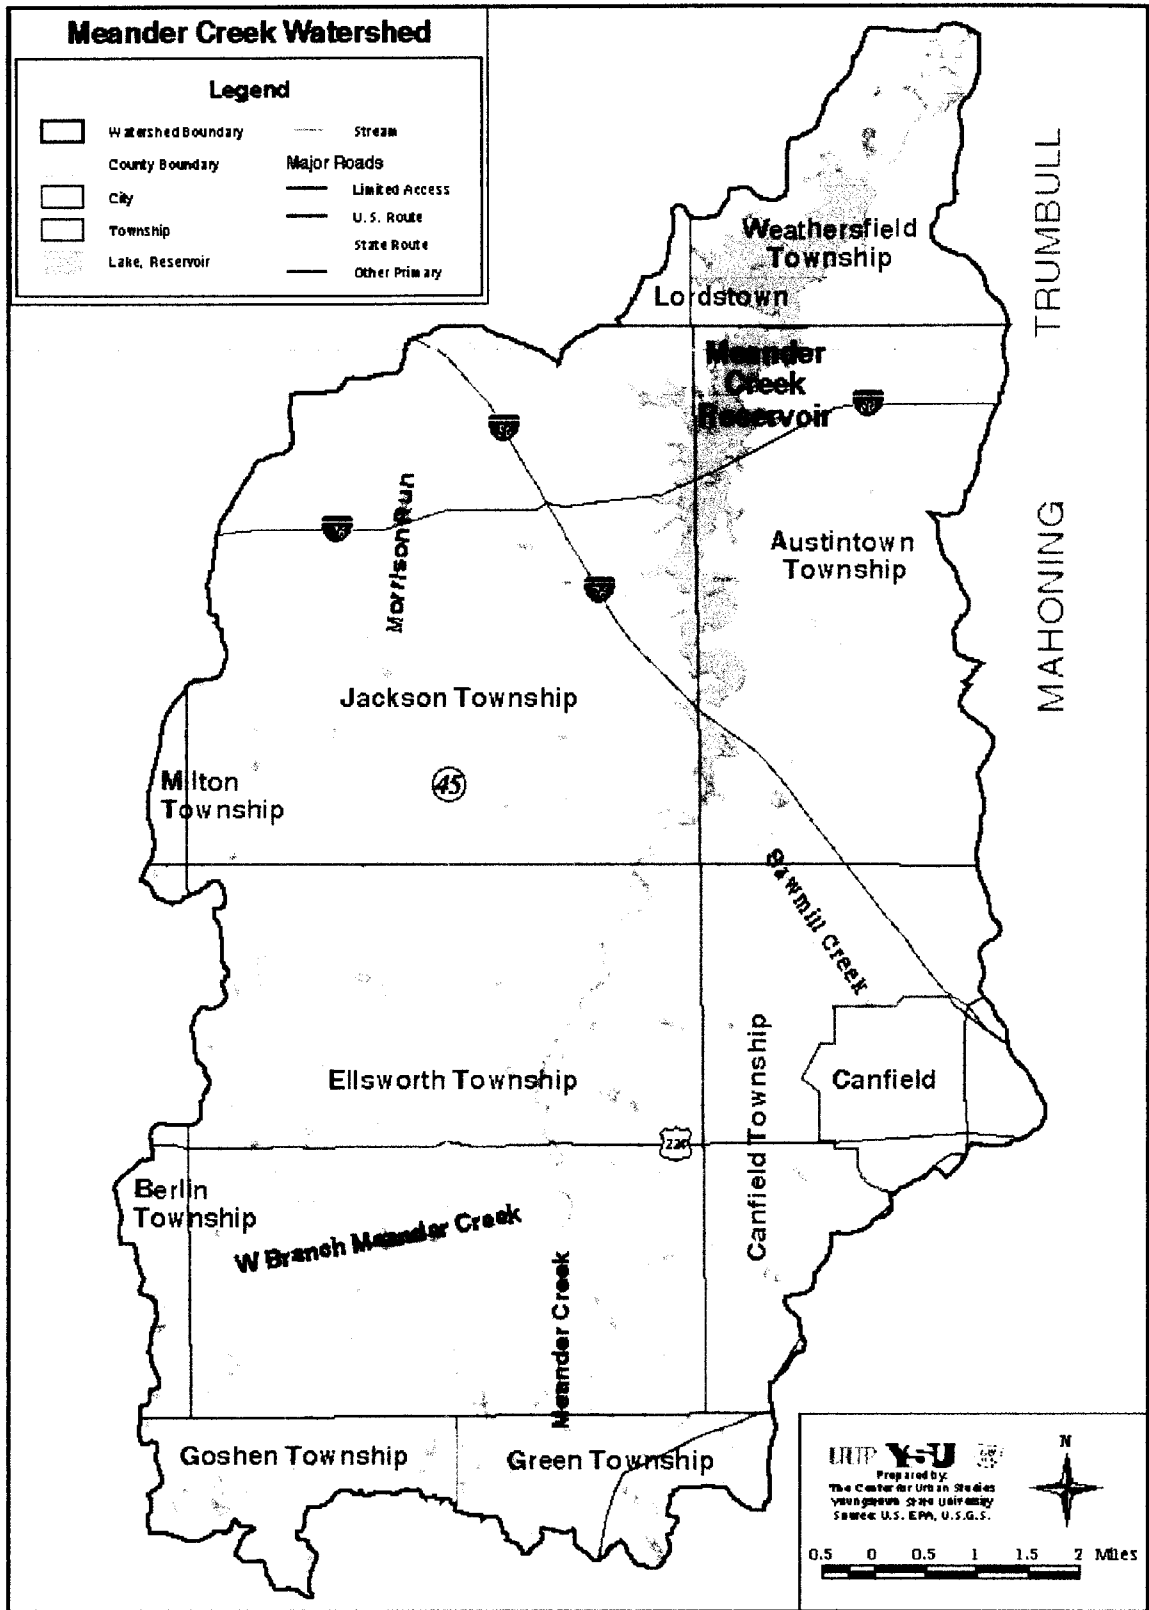 Meander Creek Watershed
Legend
Watershed Boundary
County Boundary
City
Township
Lake, Reservoir
Stream
Major Roads
Limited Access
U.S. Route
State Route
Other Primary
TRUMBULL
Weathersfield
Township
Lordstown
Meander
Creek
Reservoir
MAHONING
Morrison Run
Austintown
Township
Jackson Township
Milton
Township
45
Sawmill Creek
Ellsworth Township
Canfield
Canfield Township
Berlin
Township
W Branch Meander Creek
Meander Creek
Goshen Township
Green Township
YSU
Prepared by:
The Center for Urban Studies
Youngstown State University
Source: U.S. EPA, U.S.G.S.
N
0.5 0 0.5 1 1.5 2 Miles